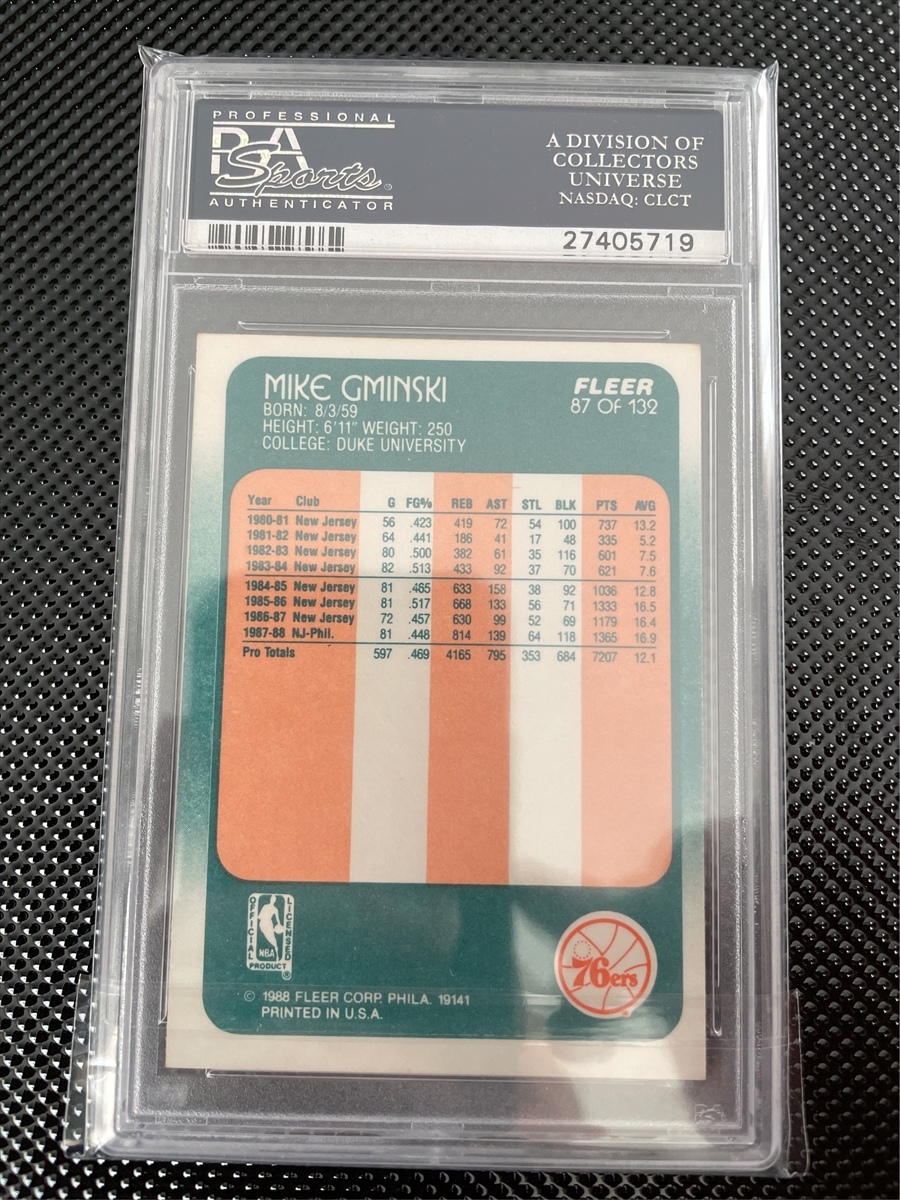 PROFESSIONAL
PSA
Sports
AUTHENTICATOR
A DIVISION OF
COLLECTORS
UNIVERSE
NASDAQ: CLCT
27405719
MIKE GMINSKI
BORN: 8/3/59
HEIGHT: 6'11" WEIGHT: 250
COLLEGE: DUKE UNIVERSITY
FLEER
87 OF 132
Year Club G FG% REB AST STL BLK PTS AVG
1980-81 New Jersey 56 .423 419 72 54 100 737 13.2
1981-82 New Jersey 64 .441 186 41 17 48 335 5.2
1982-83 New Jersey 80 .500 382 61 35 116 601 7.5
1983-84 New Jersey 82 .513 433 92 37 70 621 7.6
1984-85 New Jersey 81 .465 633 158 38 92 1036 12.8
1985-86 New Jersey 81 .517 668 133 56 71 1333 16.5
1986-87 New Jersey 72 .457 630 99 52 69 1179 16.4
1987-88 NJ-Phil. 81 .448 814 139 64 118 1365 16.9
Pro Totals 597 .469 4165 795 353 684 7207 12.1
OFFICIAL LICENSED
NBA
PRODUCT ®
76ers
© 1988 FLEER CORP. PHILA. 19141
PRINTED IN U.S.A.